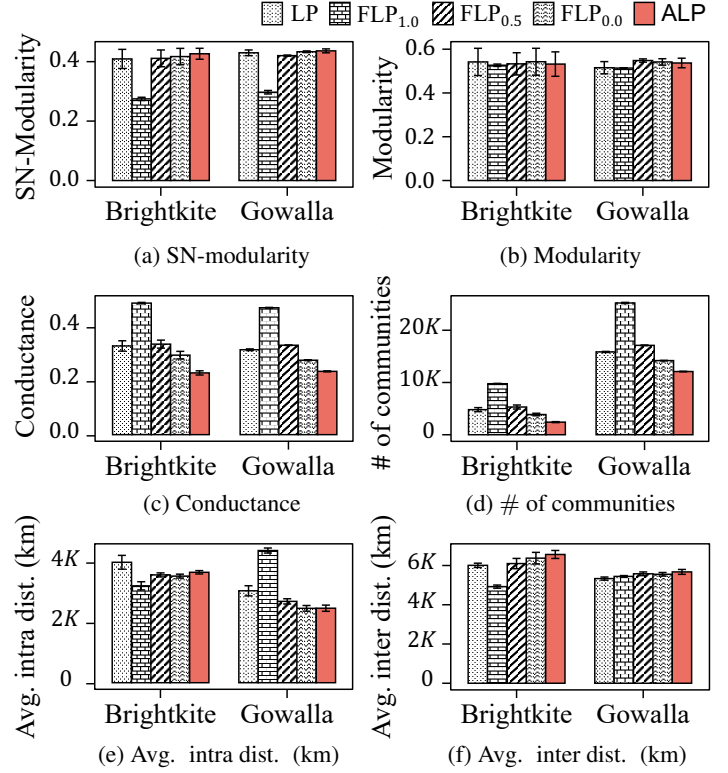 LP FLP1.0 FLP0.5 FLP0.0 ALP
SN-Modularity
0.4
0.2
0.0
Brightkite Gowalla
(a) SN-modularity
Modularity
0.6
0.4
0.2
0.0
Brightkite Gowalla
(b) Modularity
Conductance
0.4
0.2
0.0
Brightkite Gowalla
(c) Conductance
# of communities
20K
10K
0
Brightkite Gowalla
(d) # of communities
Avg. intra dist. (km)
4K
2K
0
Brightkite Gowalla
(e) Avg. intra dist. (km)
Avg. inter dist. (km)
6K
4K
2K
0
Brightkite Gowalla
(f) Avg. inter dist. (km)